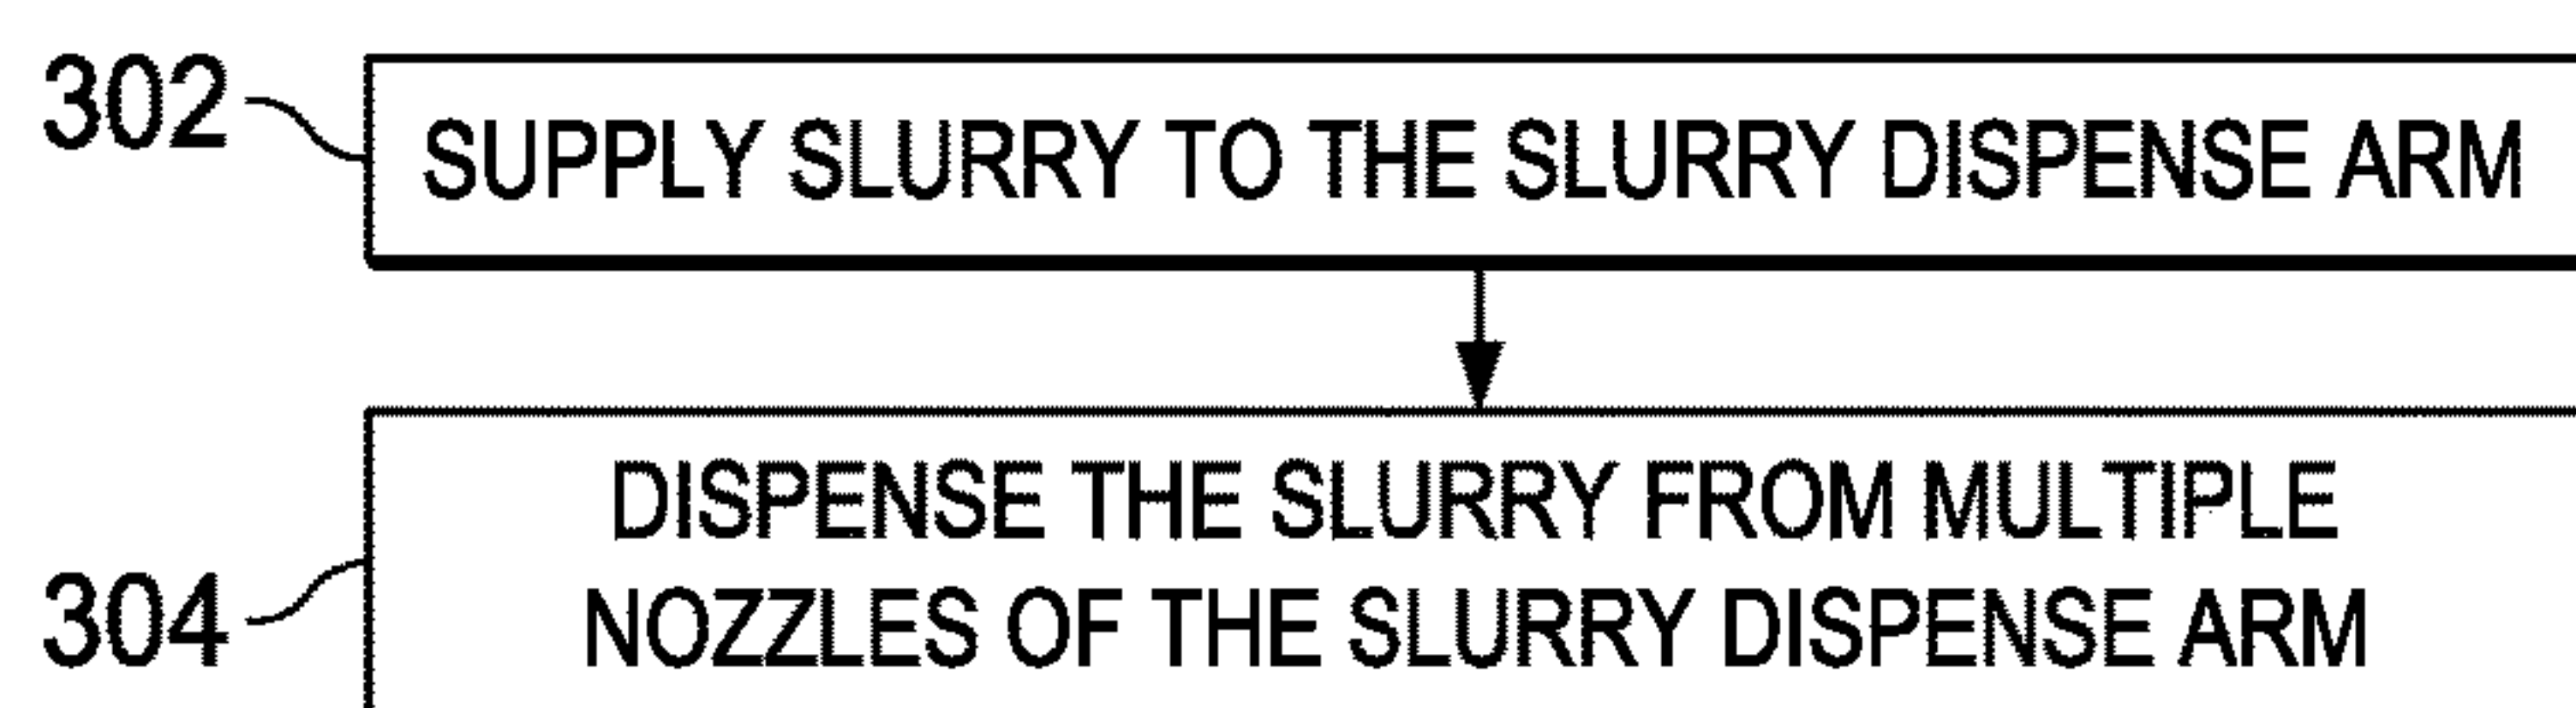 302
SUPPLY SLURRY TO THE SLURRY DISPENSE ARM
DISPENSE THE SLURRY FROM MULTIPLE
NOZZLES OF THE SLURRY DISPENSE ARM
304